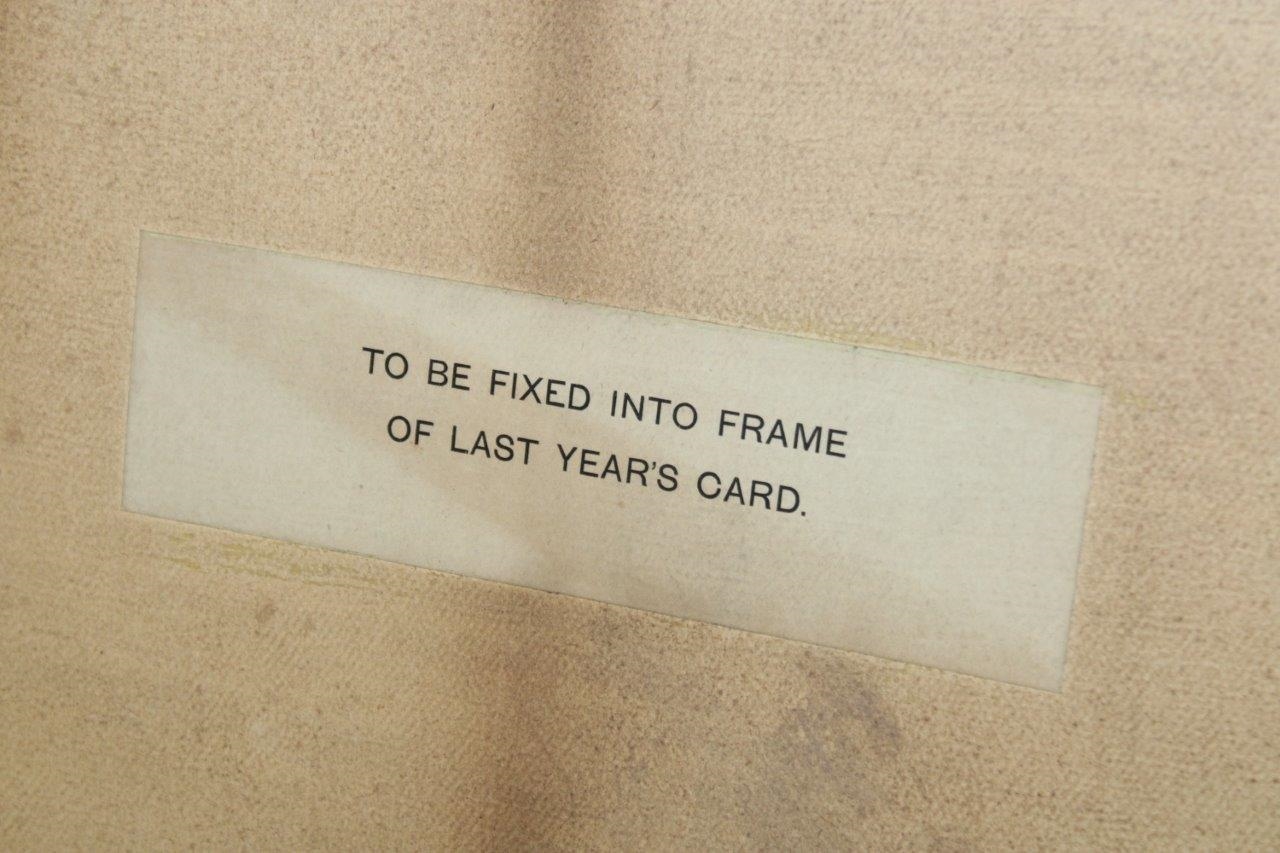 TO BE FIXED INTO FRAME
OF LAST YEAR'S CARD.